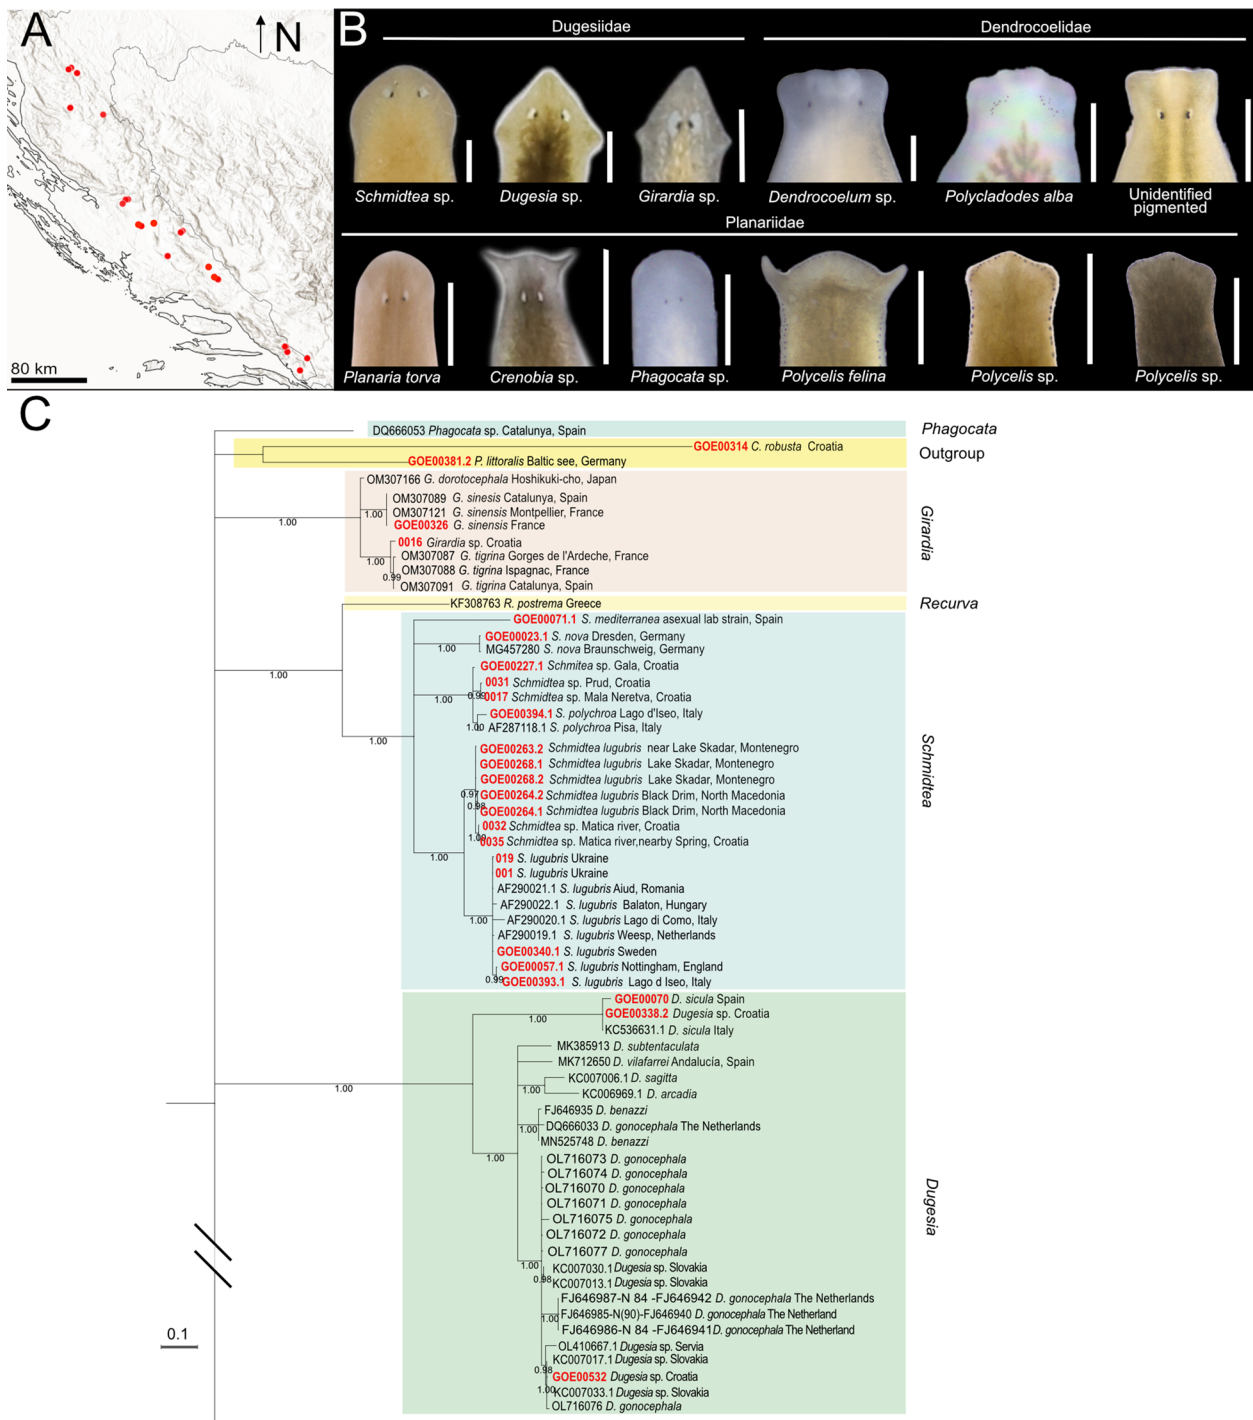 A
N
80 km
B
Dugesiidae
Dendrocoelidae
Schmidtea sp.
Dugesia sp.
Girardia sp.
Dendrocoelum sp.
Polycladodes alba
Unidentified
pigmented
Planariidae
Planaria torva
Crenobia sp.
Phagocata sp.
Polycelis felina
Polycelis sp.
Polycelis sp.
C
DQ666053 Phagocata sp. Catalunya, Spain
Phagocata
GOE00314 C. robusta Croatia
Outgroup
GOE00381.2 P. littoralis Baltic see, Germany
OM307166 G. dorotocephala Hoshikuki-cho, Japan
OM307089 G. sinesis Catalunya, Spain
OM307121 G. sinensis Montpellier, France
1.00
GOE00326 G. sinensis France
1.00
Girardia
0016 Girardia sp. Croatia
OM307087 G. tigrina Gorges de l'Ardeche, France
1.00
OM307088 G. tigrina Ispagnac, France
0.99
OM307091 G. tigrina Catalunya, Spain
KF308763 R. postrema Greece
Recurva
GOE00071.1 S. mediterranea asexual lab strain, Spain
GOE00023.1 S. nova Dresden, Germany
1.00
MG457280 S. nova Braunschweig, Germany
GOE00227.1 Schmitea sp. Gala, Croatia
1.00
0031 Schmidtea sp. Prud, Croatia
0.99
0017 Schmidtea sp. Mala Neretva, Croatia
1.00
GOE00394.1 S. polychroa Lago d'Iseo, Italy
1.00
AF287118.1 S. polychroa Pisa, Italy
1.00
GOE00263.2 Schmidtea lugubris near Lake Skadar, Montenegro
GOE00268.1 Schmidtea lugubris Lake Skadar, Montenegro
Schmidtea
GOE00268.2 Schmidtea lugubris Lake Skadar, Montenegro
0.97
GOE00264.2 Schmidtea lugubris Black Drim, North Macedonia
0.98
GOE00264.1 Schmidtea lugubris Black Drim, North Macedonia
0032 Schmidtea sp. Matica river, Croatia
1.00
0035 Schmidtea sp. Matica river,nearby Spring, Croatia
1.00
019 S. lugubris Ukraine
001 S. lugubris Ukraine
AF290021.1 S. lugubris Aiud, Romania
AF290022.1 S. lugubris Balaton, Hungary
1.00
AF290020.1 S. lugubris Lago di Como, Italy
AF290019.1 S. lugubris Weesp, Netherlands
GOE00340.1 S. lugubris Sweden
GOE00057.1 S. lugubris Nottingham, England
0.99
GOE00393.1 S. lugubris Lago d Iseo, Italy
GOE00070 D. sicula Spain
1.00
GOE00338.2 Dugesia sp. Croatia
KC536631.1 D. sicula Italy
MK385913 D. subtentaculata
MK712650 D. vilafarrei Andalucía, Spain
KC007006.1 D. sagitta
1.00
1.00
KC006969.1 D. arcadia
FJ646935 D. benazzi
1.00
DQ666033 D. gonocephala The Netherlands
MN525748 D. benazzi
1.00
OL716073 D. gonocephala
OL716074 D. gonocephala
OL716070 D. gonocephala
OL716071 D. gonocephala
Dugesia
OL716075 D. gonocephala
OL716072 D. gonocephala
OL716077 D. gonocephala
1.00
KC007030.1 Dugesia sp. Slovakia
0.98
KC007013.1 Dugesia sp. Slovakia
FJ646987-N 84 -FJ646942 D. gonocephala The Netherlands
1.00
FJ646985-N(90)-FJ646940 D. gonocephala The Netherland
FJ646986-N 84 -FJ646941 D. gonocephala The Netherland
0.1
OL410667.1 Dugesia sp. Servia
KC007017.1 Dugesia sp. Slovakia
0.98
GOE00532 Dugesia sp. Croatia
1.00
KC007033.1 Dugesia sp. Slovakia
OL716076 D. gonocephala